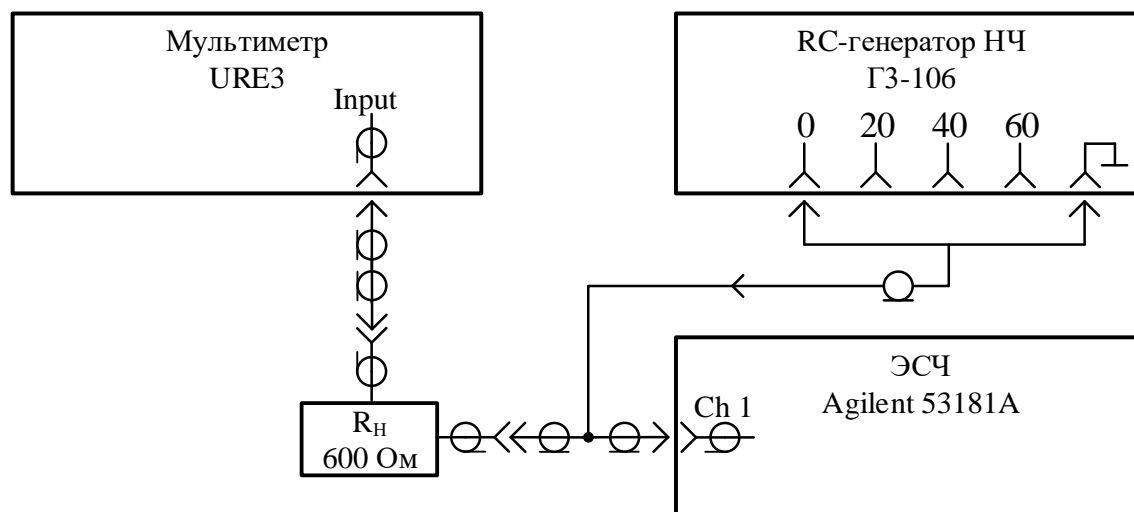 Мультиметр
URE3
Input
RC-генератор НЧ
Г3-106
0 20 40 60
ЭСЧ
Agilent 53181A
Ch 1
RН
600 Ом